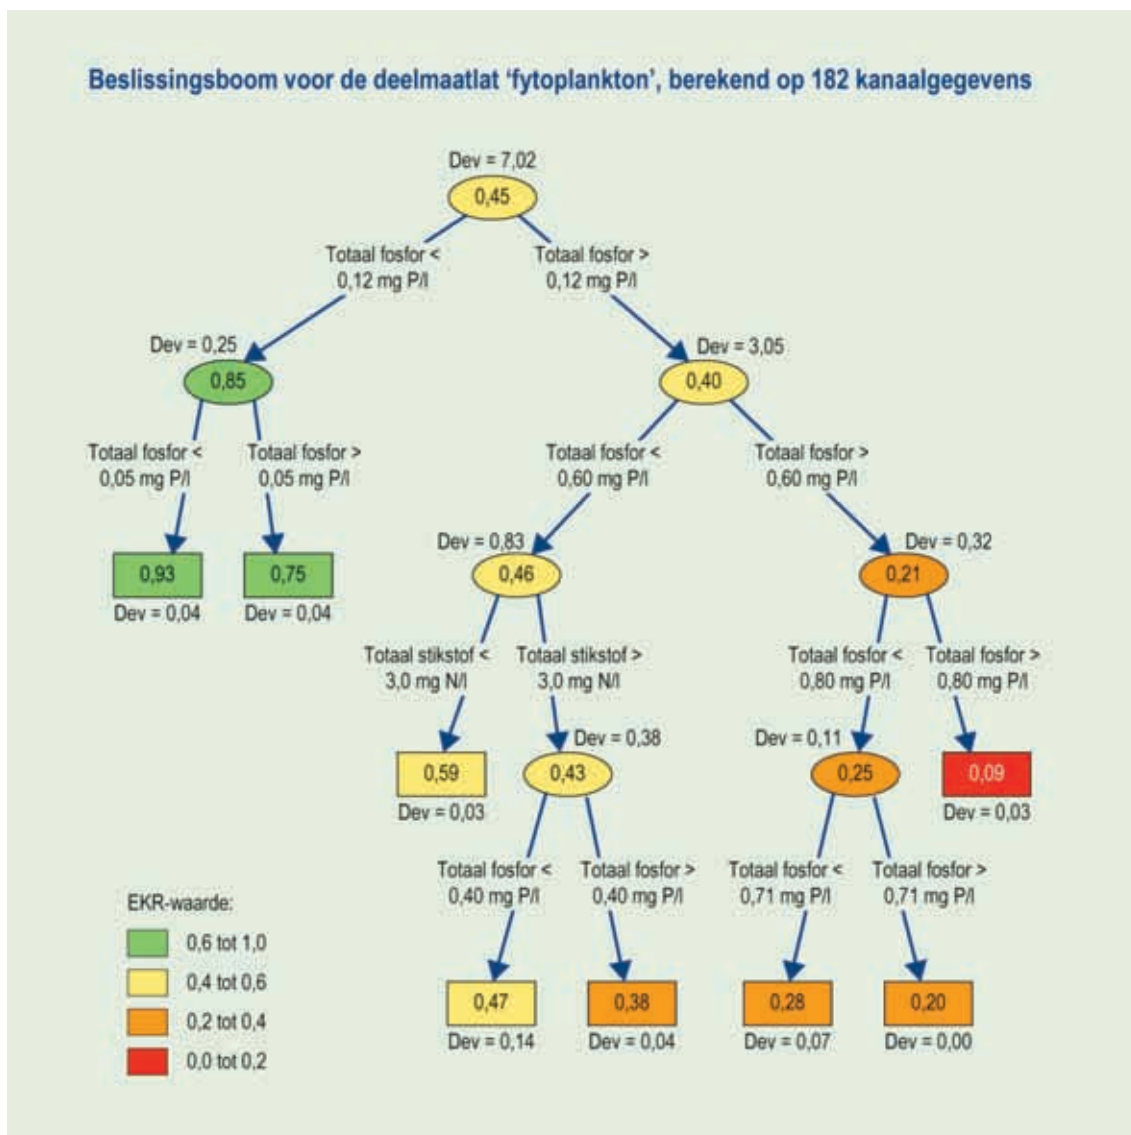 Beslissingsboom voor de deelmaatlat 'fytoplankton', berekend op 182 kanaalgegevens
Dev = 7,02
0,45
Totaal fosfor <
0,12 mg P/l
Totaal fosfor >
0,12 mg P/l
Dev = 0,25
0,85
Dev = 3,05
0,40
Totaal fosfor <
0,05 mg P/l
Totaal fosfor >
0,05 mg P/l
Totaal fosfor <
0,60 mg P/l
Totaal fosfor >
0,60 mg P/l
0,93
Dev = 0,04
0,75
Dev = 0,04
Dev = 0,83
0,46
Dev = 0,32
0,21
Totaal stikstof <
3,0 mg N/l
Totaal stikstof >
3,0 mg N/l
Totaal fosfor <
0,80 mg P/l
Totaal fosfor >
0,80 mg P/l
0,59
Dev = 0,03
Dev = 0,38
0,43
Dev = 0,11
0,25
0,09
Dev = 0,03
Totaal fosfor <
0,40 mg P/l
Totaal fosfor >
0,40 mg P/l
Totaal fosfor <
0,71 mg P/l
Totaal fosfor >
0,71 mg P/l
0,47
Dev = 0,14
0,38
Dev = 0,04
0,28
Dev = 0,07
0,20
Dev = 0,00
EKR-waarde:
0,6 tot 1,0
0,4 tot 0,6
0,2 tot 0,4
0,0 tot 0,2